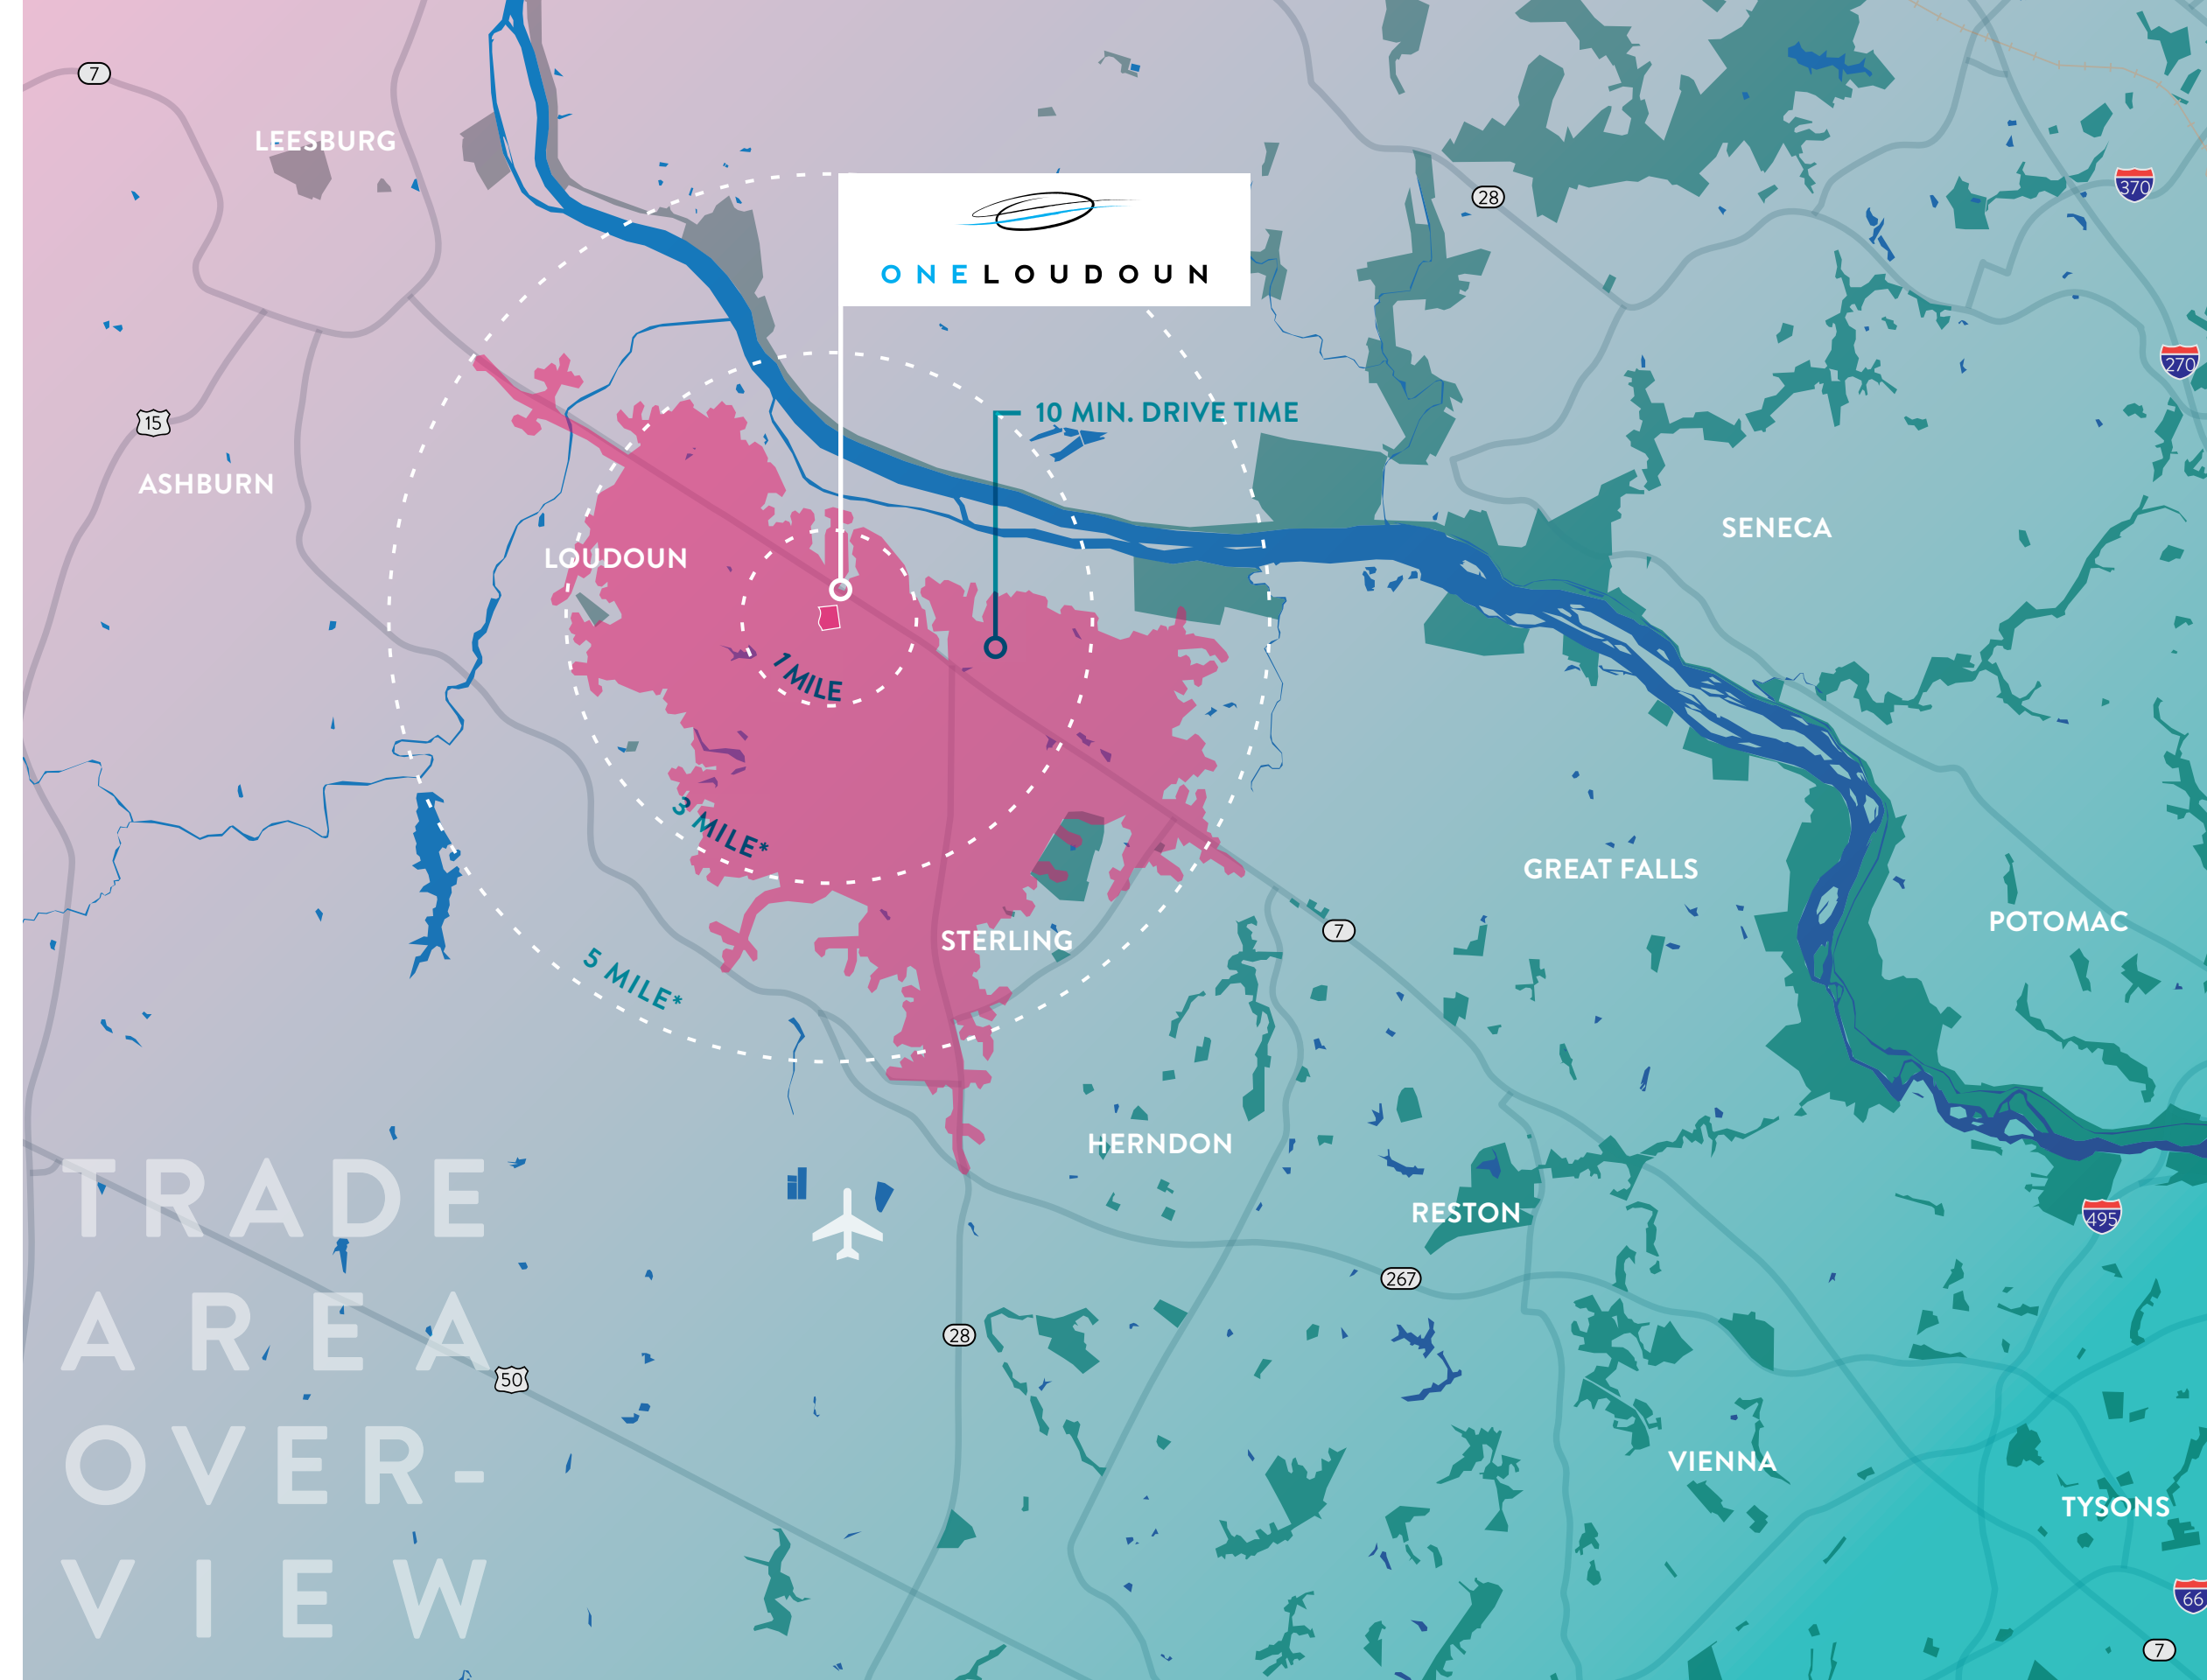 7
LEESBURG
370
28
ONELOUDOUN
270
15
10 MIN. DRIVE TIME
ASHBURN
SENECA
LOUDOUN
1 MILE
3 MILE*
GREAT FALLS
POTOMAC
7
STERLING
5 MILE*
HERNDON
TRADE
AREA
OVER-
VIEW
RESTON
495
267
28
50
VIENNA
TYSONS
66
7